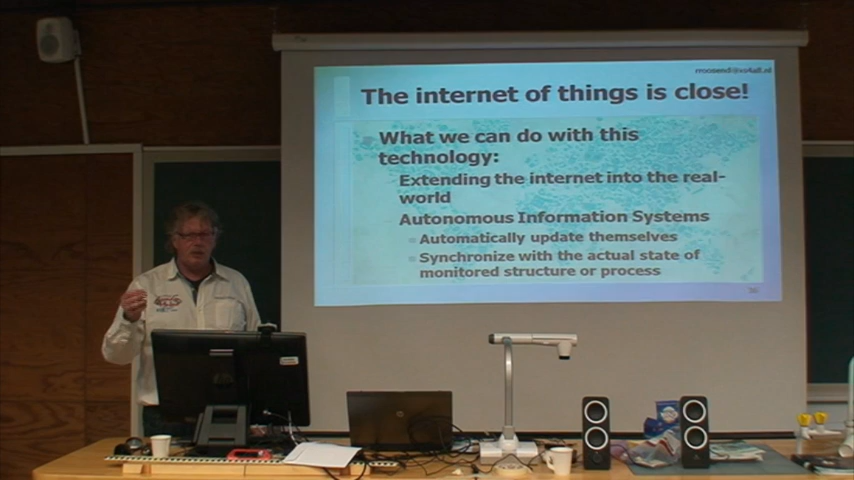 rroosend@xs4all.nl
The internet of things is close!
What we can do with this
technology:
Extending the internet into the real-
world
Autonomous Information Systems
Automatically update themselves
Synchronize with the actual state of
monitored structure or process
36
hp